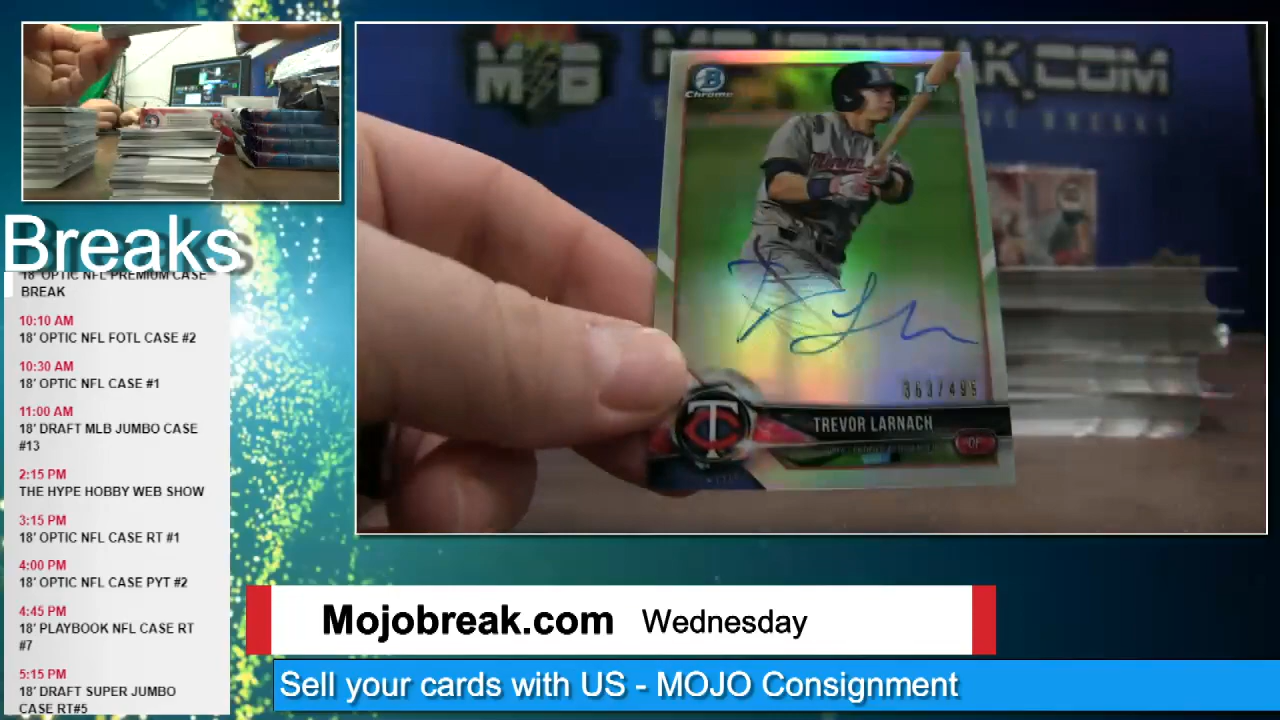 MOJOBREAK.COM
Chrome
1ST
363/499
TREVOR LARNACH
OF
Breaks
18' OPTIC NFL PREMIUM CASE
BREAK
10:10 AM
18' OPTIC NFL FOTL CASE #2
10:30 AM
18' OPTIC NFL CASE #1
11:00 AM
18' DRAFT MLB JUMBO CASE
#13
2:15 PM
THE HYPE HOBBY WEB SHOW
3:15 PM
18' OPTIC NFL CASE RT #1
4:00 PM
18' OPTIC NFL CASE PYT #2
4:45 PM
18' PLAYBOOK NFL CASE RT
#7
5:15 PM
18' DRAFT SUPER JUMBO
CASE RT#5
Mojobreak.com Wednesday
Sell your cards with US - MOJO Consignment